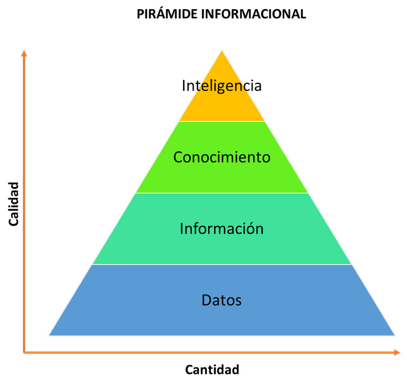 PIRÁMIDE INFORMACIONAL
Inteligencia
Conocimiento
Información
Datos
Calidad
Cantidad